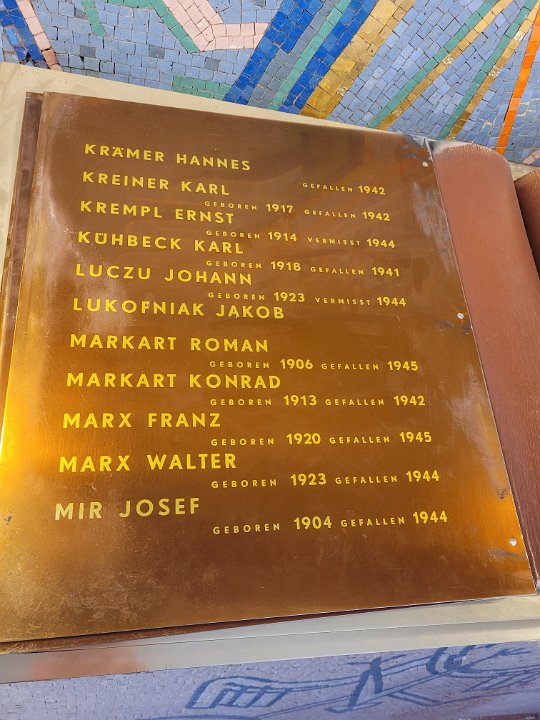 KRÄMER HANNES
GEFALLEN 1942
KREINER KARL
GEBOREN 1917 GEFALLEN 1942
KREMPL ERNST
GEBOREN 1914 VERMISST 1944
KÜHBECK KARL
GEBOREN 1918 GEFALLEN 1941
LUCZU JOHANN
GEBOREN 1923 VERMISST 1944
LUKOFNIAK JAKOB
MARKART ROMAN
GEBOREN 1906 GEFALLEN 1945
MARKART KONRAD
GEBOREN 1913 GEFALLEN 1942
MARX FRANZ
GEBOREN 1920 GEFALLEN 1945
MARX WALTER
GEBOREN 1923 GEFALLEN 1944
MIR JOSEF
GEBOREN 1904 GEFALLEN 1944